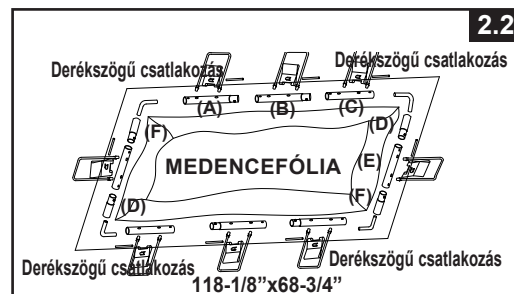 2.2
Derékszögű csatlakozás
Derékszögű csatlakozás
(A)
(B)
(C)
(D)
(F)
(E)
MEDENCEFÓLIA
(F)
(D)
Derékszögű csatlakozás
Derékszögű csatlakozás
118-1/8”x68-3/4”